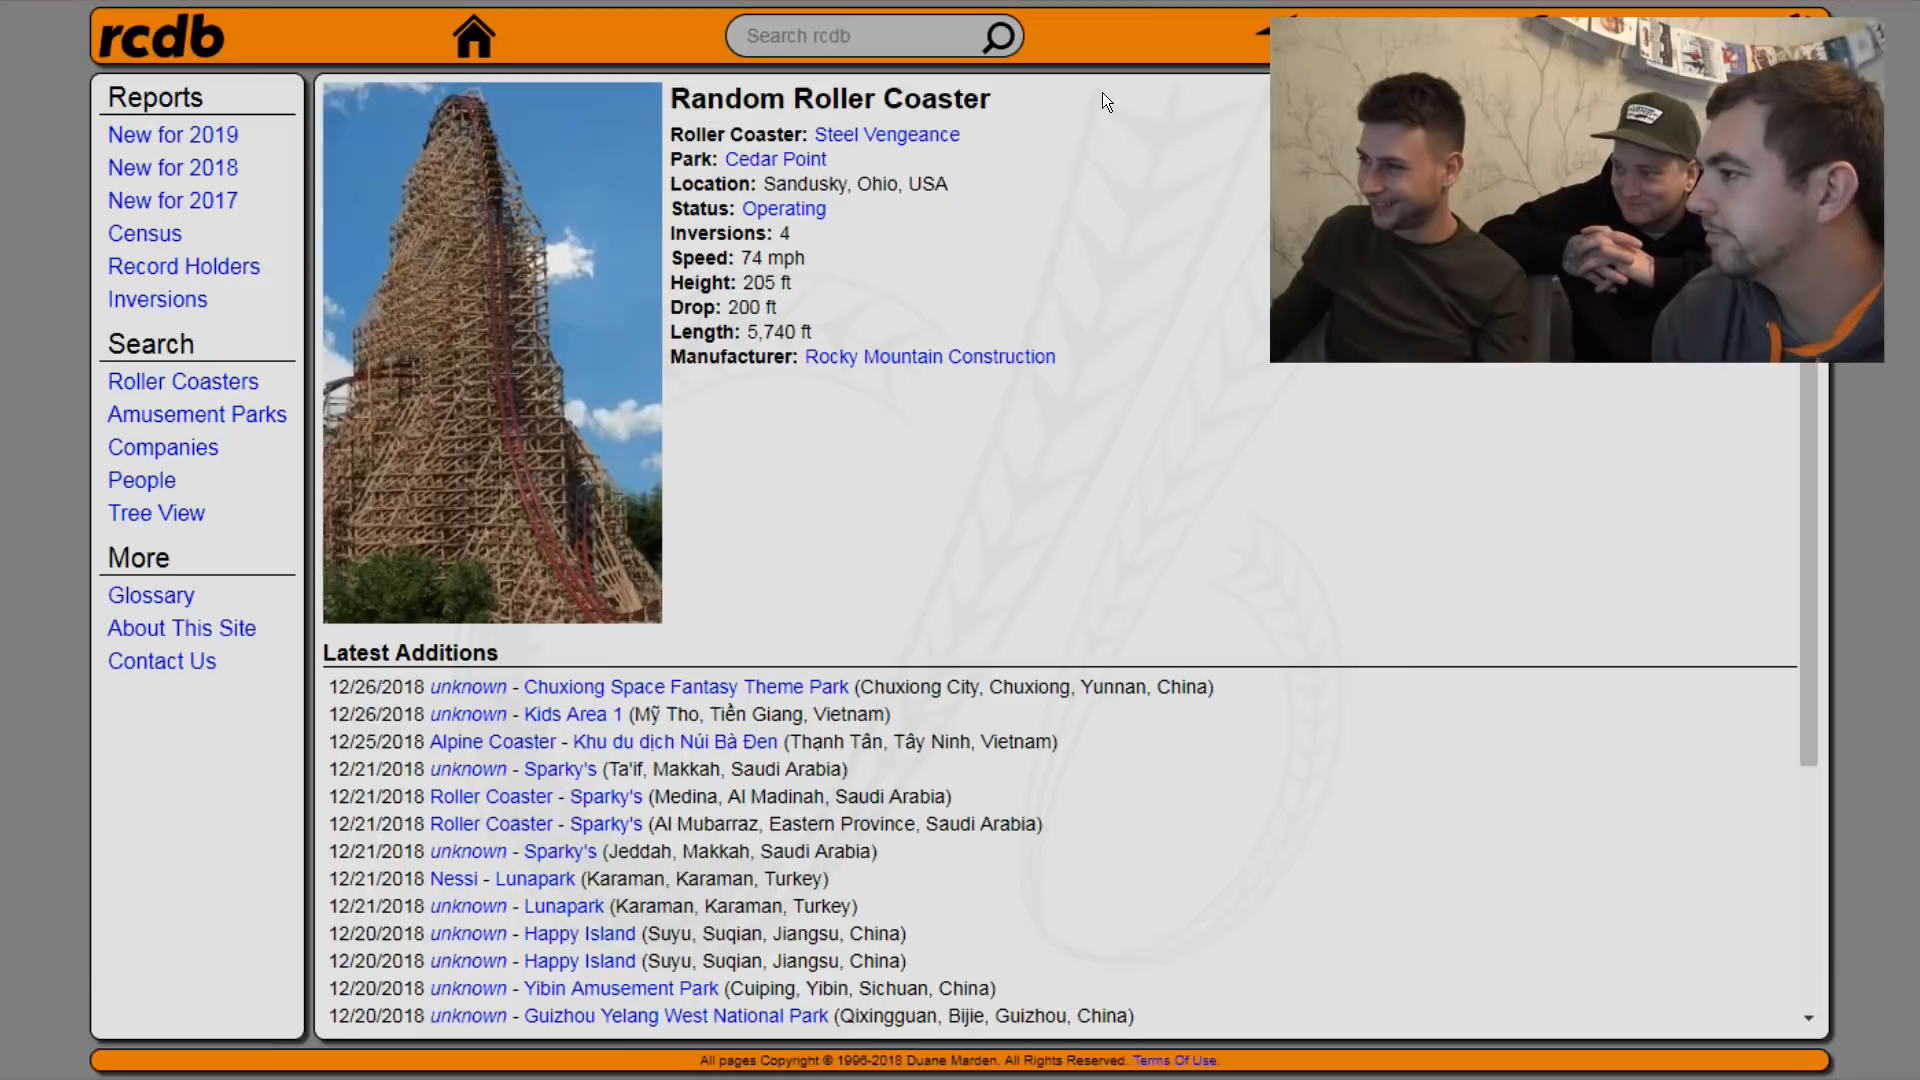 rcdb
Search rcdb
Reports
New for 2019
New for 2018
New for 2017
Census
Record Holders
Inversions
Search
Roller Coasters
Amusement Parks
Companies
People
Tree View
More
Glossary
About This Site
Contact Us
Random Roller Coaster
Roller Coaster: Steel Vengeance
Park: Cedar Point
Location: Sandusky, Ohio, USA
Status: Operating
Inversions: 4
Speed: 74 mph
Height: 205 ft
Drop: 200 ft
Length: 5,740 ft
Manufacturer: Rocky Mountain Construction
Latest Additions
12/26/2018 unknown - Chuxiong Space Fantasy Theme Park (Chuxiong City, Chuxiong, Yunnan, China)
12/26/2018 unknown - Kids Area 1 (Mỹ Tho, Tiền Giang, Vietnam)
12/25/2018 Alpine Coaster - Khu du dịch Núi Bà Đen (Thạnh Tân, Tây Ninh, Vietnam)
12/21/2018 unknown - Sparky's (Ta'if, Makkah, Saudi Arabia)
12/21/2018 Roller Coaster - Sparky's (Medina, Al Madinah, Saudi Arabia)
12/21/2018 Roller Coaster - Sparky's (Al Mubarraz, Eastern Province, Saudi Arabia)
12/21/2018 unknown - Sparky's (Jeddah, Makkah, Saudi Arabia)
12/21/2018 Nessi - Lunapark (Karaman, Karaman, Turkey)
12/21/2018 unknown - Lunapark (Karaman, Karaman, Turkey)
12/20/2018 unknown - Happy Island (Suyu, Suqian, Jiangsu, China)
12/20/2018 unknown - Happy Island (Suyu, Suqian, Jiangsu, China)
12/20/2018 unknown - Yibin Amusement Park (Cuiping, Yibin, Sichuan, China)
12/20/2018 unknown - Guizhou Yelang West National Park (Qixingguan, Bijie, Guizhou, China)
All pages Copyright © 1996-2018 Duane Marden. All Rights Reserved. Terms Of Use.